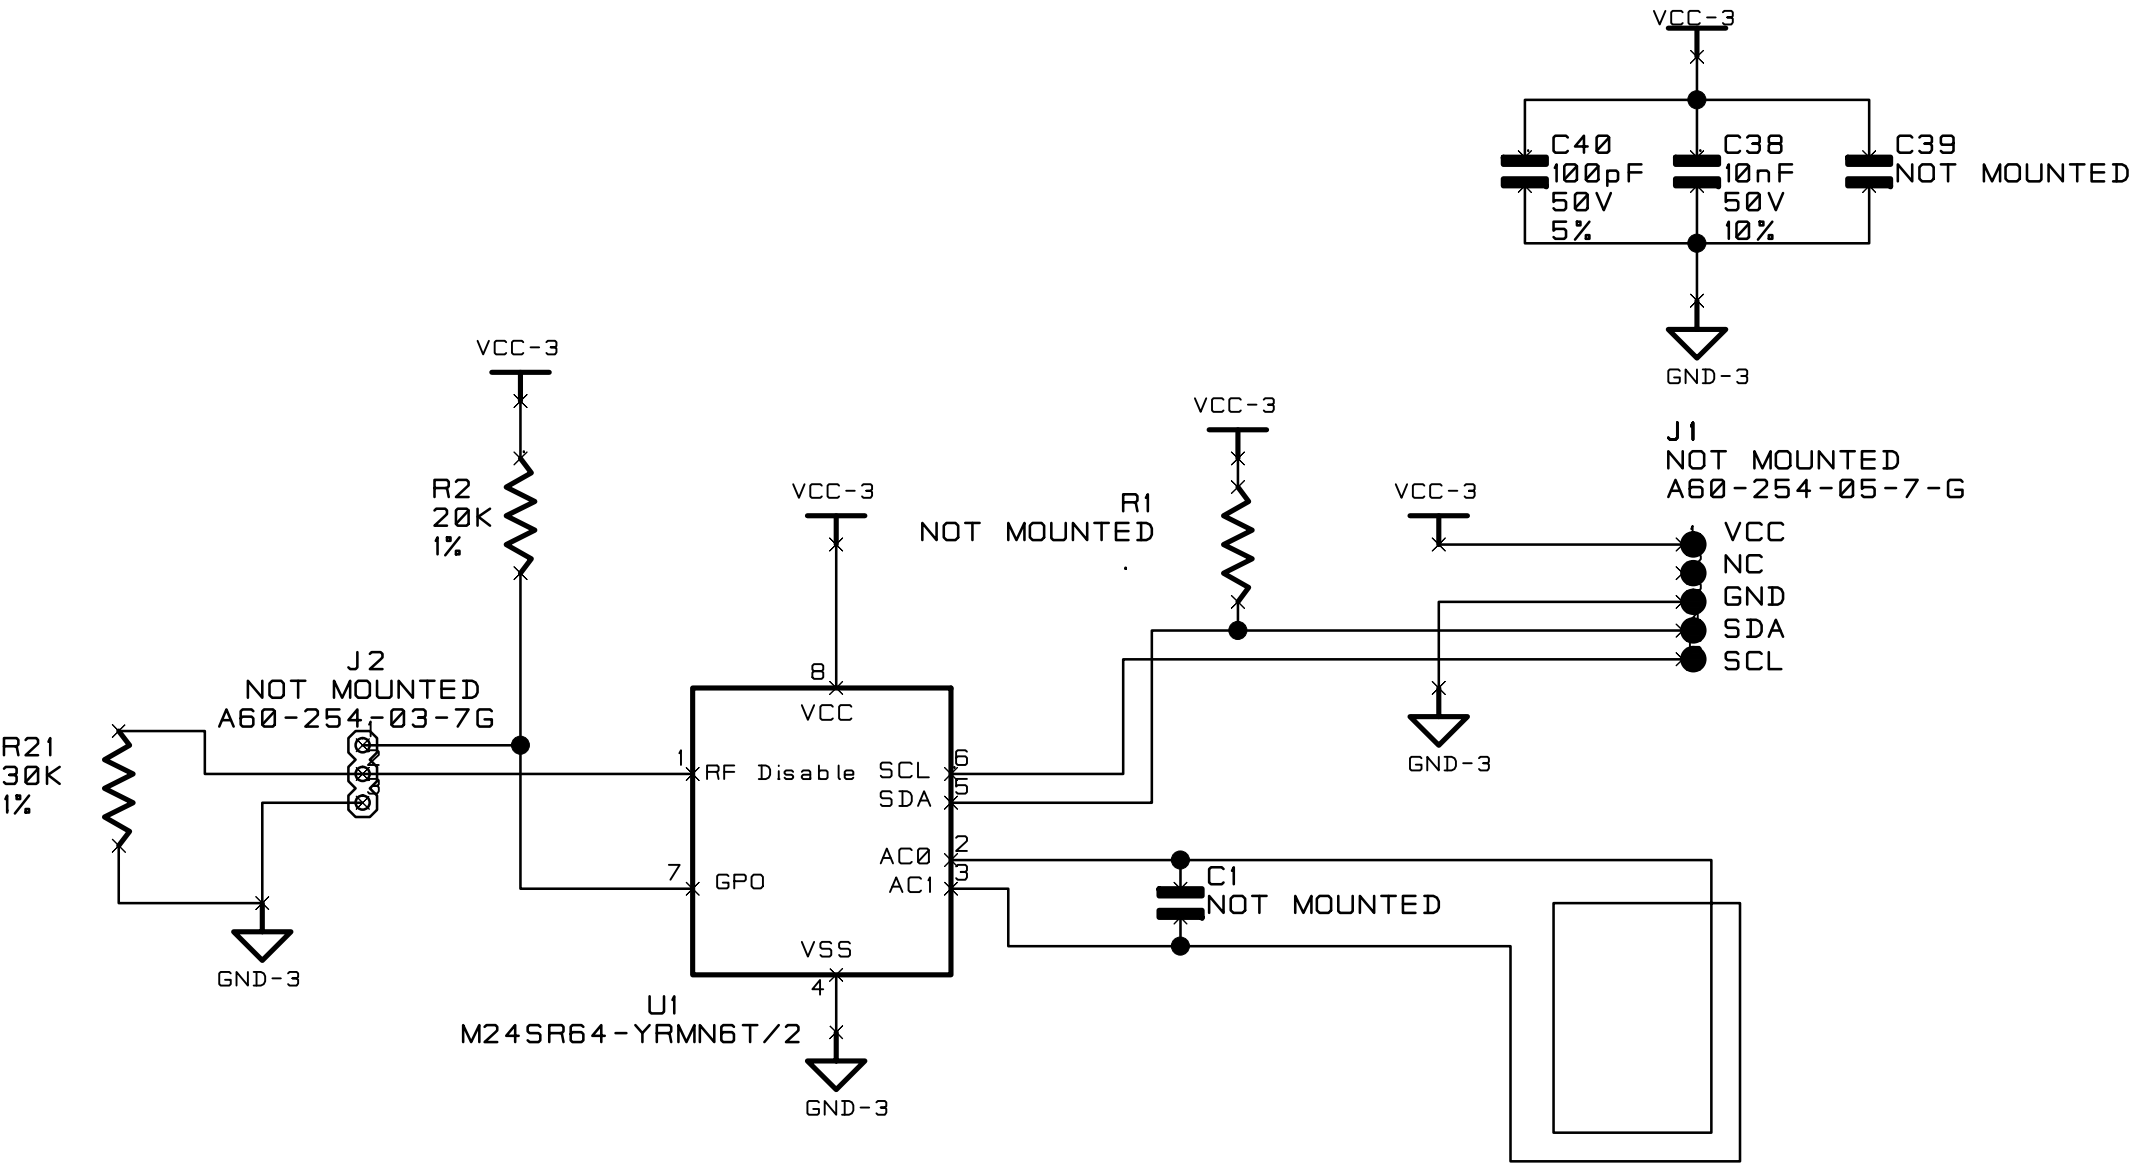 VCC-3
C40
100pF
50V
5%
C38
10nF
50V
10%
C39
NOT MOUNTED
GND-3
VCC-3
R2
20K
1%
VCC-3
VCC-3
R1
NOT MOUNTED
VCC-3
J1
NOT MOUNTED
A60-254-05-7-G
1
VCC
NC
GND
SDA
SCL
GND-3
J2
NOT MOUNTED
A60-254-03-7G
1
2
3
R21
30K
1%
GND-3
8
VCC
1
RF Disable
SCL
6
SDA
5
AC0
2
AC1
3
7
GPO
VSS
4
U1
M24SR64-YRMN6T/2
GND-3
C1
NOT MOUNTED